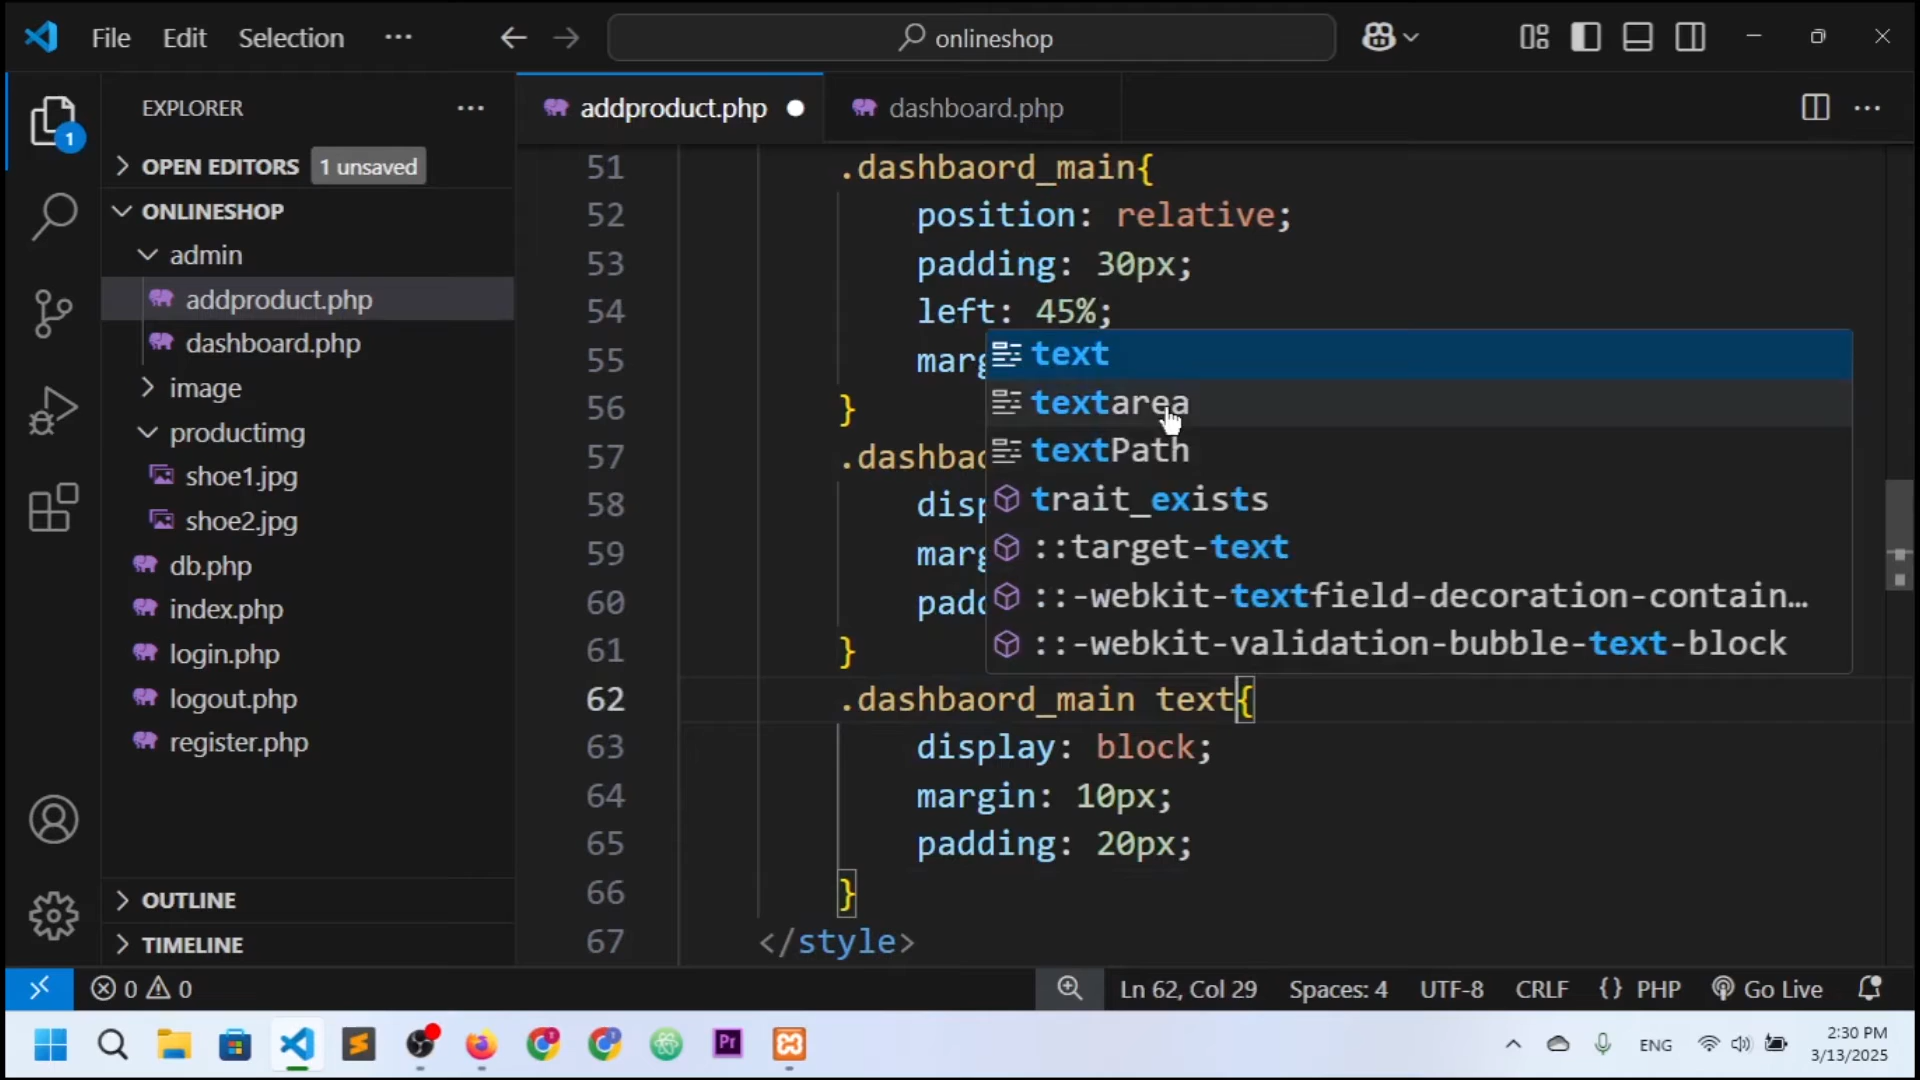 File Edit Selection ··· onlineshop
EXPLORER ···
1
OPEN EDITORS 1 unsaved
ONLINESHOP
admin
addproduct.php
dashboard.php
image
productimg
shoe1.jpg
shoe2.jpg
db.php
index.php
login.php
logout.php
register.php
OUTLINE
TIMELINE
addproduct.php dashboard.php ···
51 .dashbaord_main{
52 position: relative;
53 padding: 30px;
54 left: 45%;
55 marg
56 }
57 .dashbao
58 disp
59 marg
60 padd
61 }
62 .dashbaord_main text{
63 display: block;
64 margin: 10px;
65 padding: 20px;
66 }
67 </style>
text
textarea
textPath
trait_exists
::target-text
::-webkit-textfield-decoration-contain…
::-webkit-validation-bubble-text-block
0 0 Ln 62, Col 29 Spaces: 4 UTF-8 CRLF {} PHP Go Live
Pr ENG 2:30 PM
3/13/2025